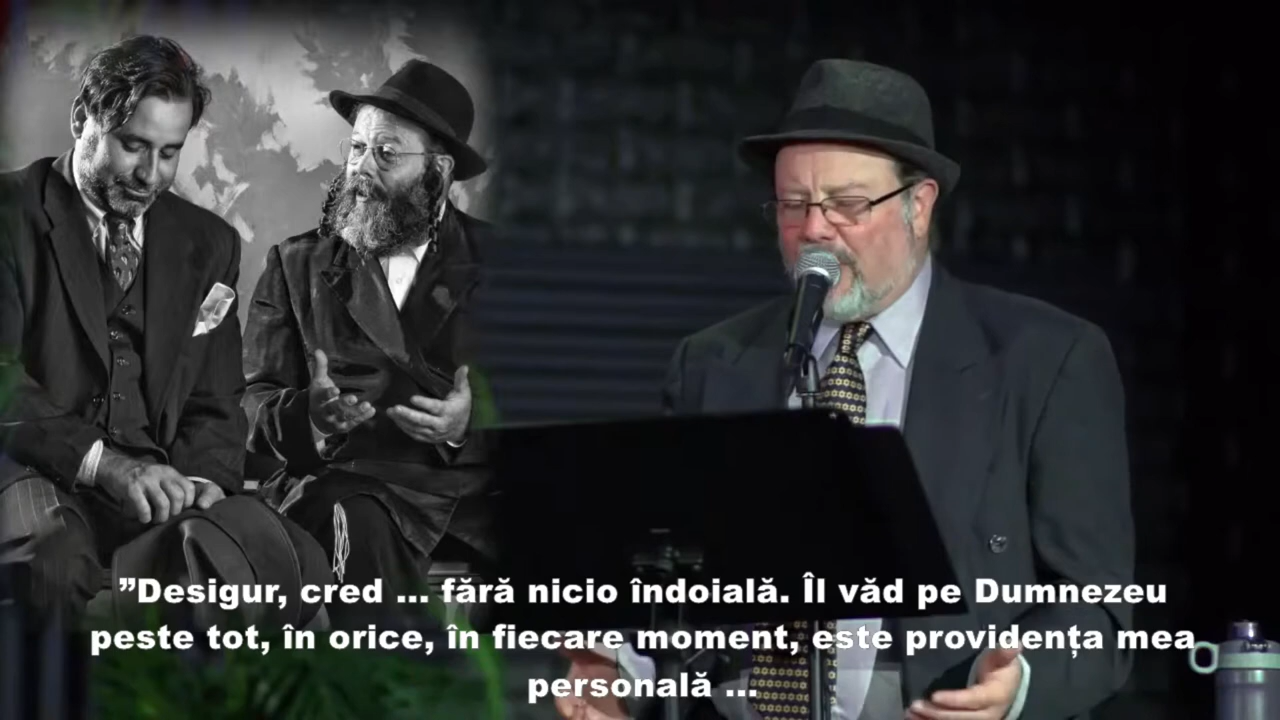 ”Desigur, cred ... fără nicio îndoială. Îl văd pe Dumnezeu
peste tot, în orice, în fiecare moment, este providența mea
personală ...